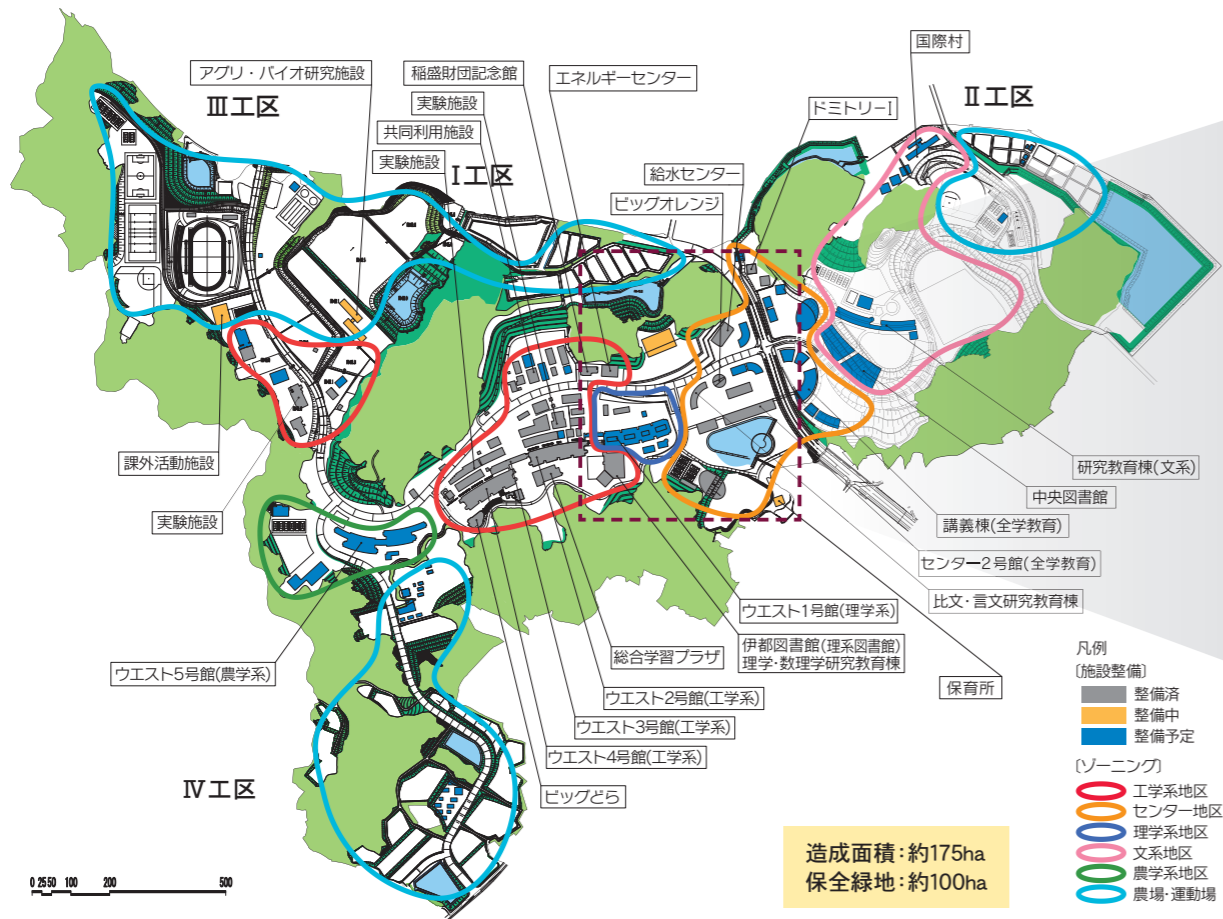 国際村
アグリ・バイオ研究施設
稲盛財団記念館
エネルギーセンター
Ⅲ工区
Ⅱ工区
実験施設
ドミトリーⅠ
共同利用施設
実験施設
Ⅰ工区
給水センター
ビッグオレンジ
課外活動施設
研究教育棟(文系)
中央図書館
実験施設
講義棟(全学教育)
センター2号館(全学教育)
比文・言文研究教育棟
ウエスト1号館(理学系)
伊都図書館(理系図書館)
理学・数理学研究教育棟
総合学習プラザ
ウエスト5号館(農学系)
保育所
ウエスト2号館(工学系)
ウエスト3号館(工学系)
ウエスト4号館(工学系)
ビッグどら
Ⅳ工区
凡例
〔施設整備〕
整備済
整備中
整備予定
〔ゾーニング〕
工学系地区
センター地区
理学系地区
文系地区
農学系地区
農場・運動場
造成面積：約175ha
保全緑地：約100ha
0 25 50 100 200 500